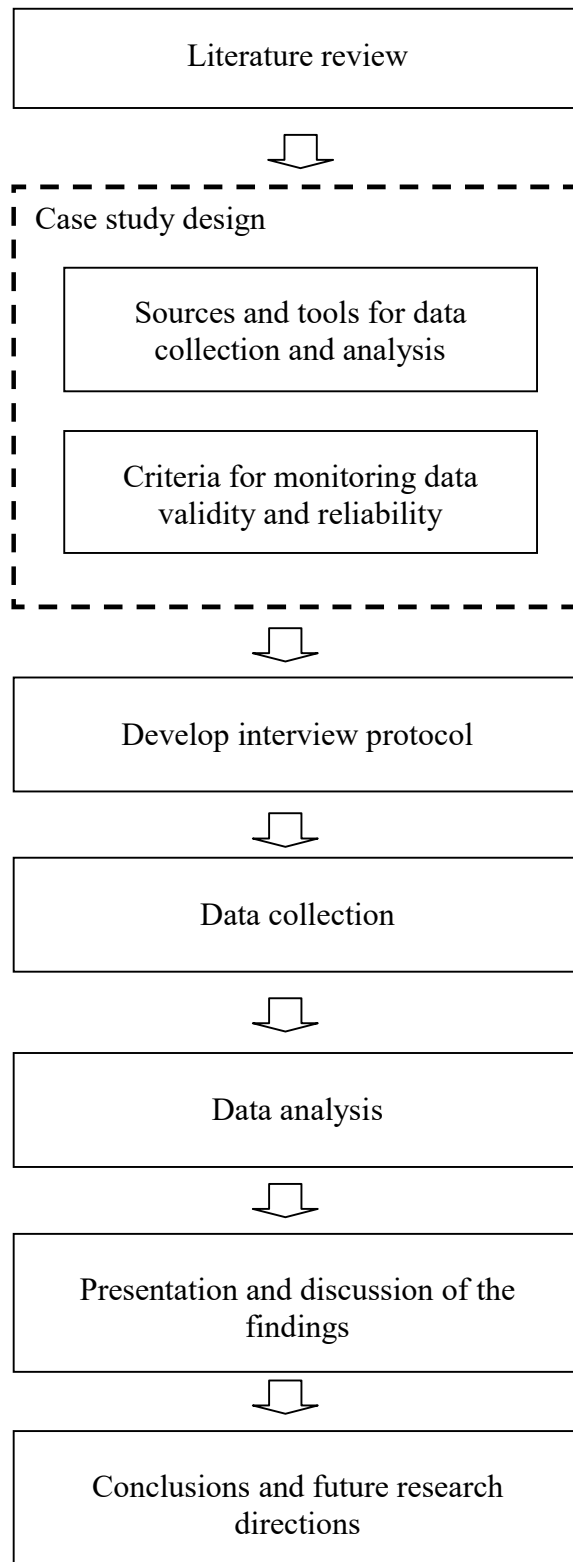 Literature review
Case study design
Sources and tools for data
collection and analysis
Criteria for monitoring data
validity and reliability
Develop interview protocol
Data collection
Data analysis
Presentation and discussion of the
findings
Conclusions and future research
directions